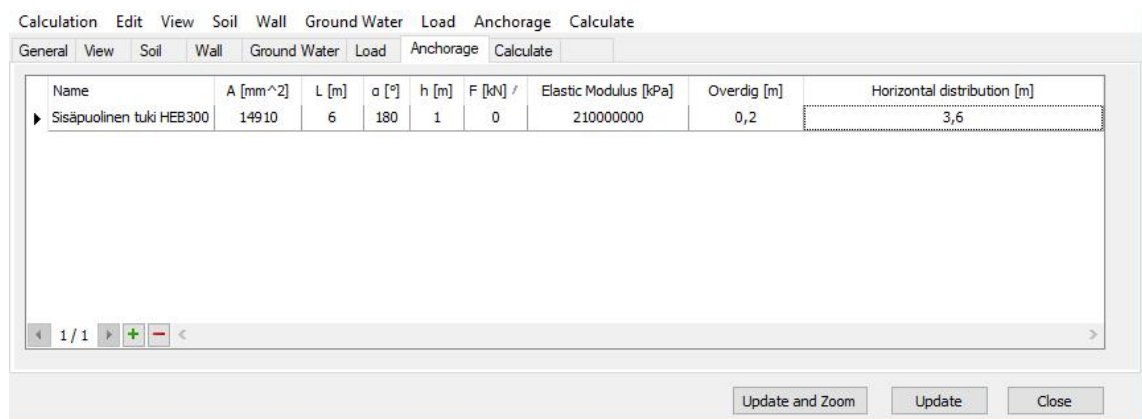 Calculation Edit View Soil Wall Ground Water Load Anchorage Calculate
General View Soil Wall Ground Water Load Anchorage Calculate
Name A [mm^2] L [m] α [°] h [m] F [kN] / Elastic Modulus [kPa] Overdig [m] Horizontal distribution [m]
Sisäpuolinen tuki HEB300 14910 6 180 1 0 210000000 0,2 3,6
1 / 1
Update and Zoom Update Close